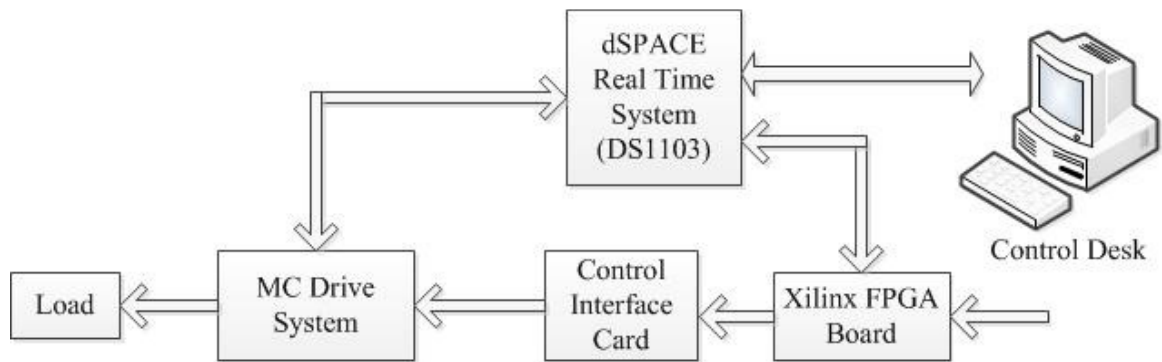 dSPACE
Real Time
System
(DS1103)
Control Desk
Load
MC Drive
System
Control
Interface
Card
Xilinx FPGA
Board